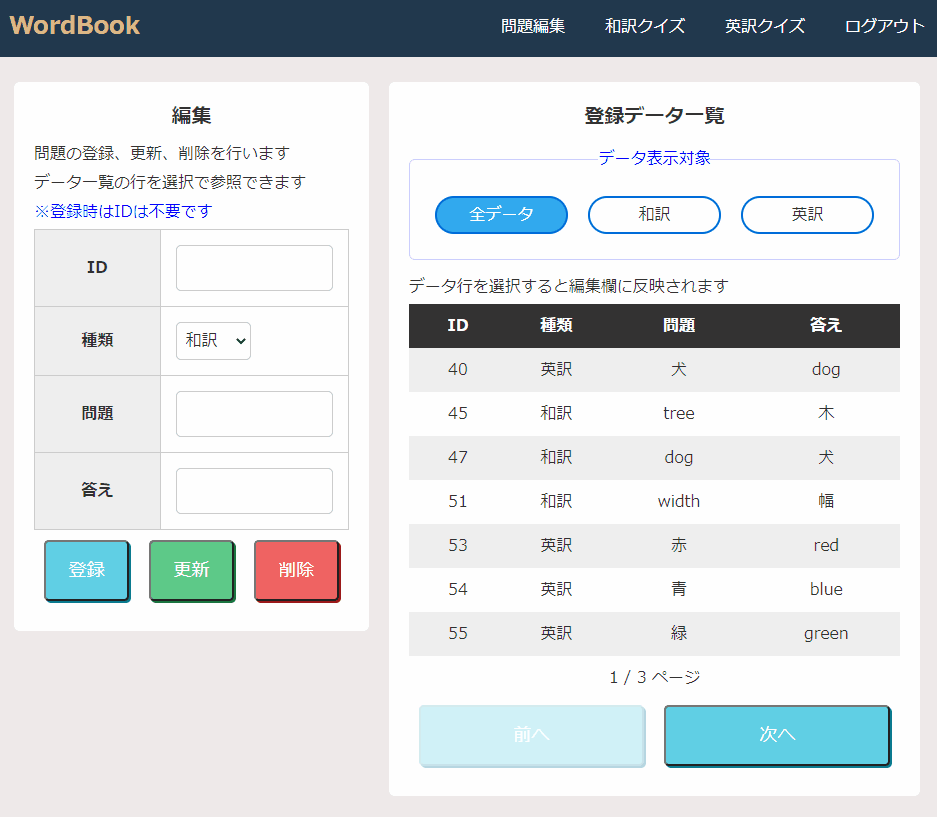 WordBook 問題編集 和訳クイズ 英訳クイズ ログアウト
編集
問題の登録、更新、削除を行います
データ一覧の行を選択で参照できます
※登録時はIDは不要です
ID
種類 和訳
問題
答え
登録 更新 削除
登録データ一覧
データ表示対象
全データ 和訳 英訳
データ行を選択すると編集欄に反映されます
ID 種類 問題 答え
40 英訳 犬 dog
45 和訳 tree 木
47 和訳 dog 犬
51 和訳 width 幅
53 英訳 赤 red
54 英訳 青 blue
55 英訳 緑 green
1 / 3 ページ
前へ 次へ